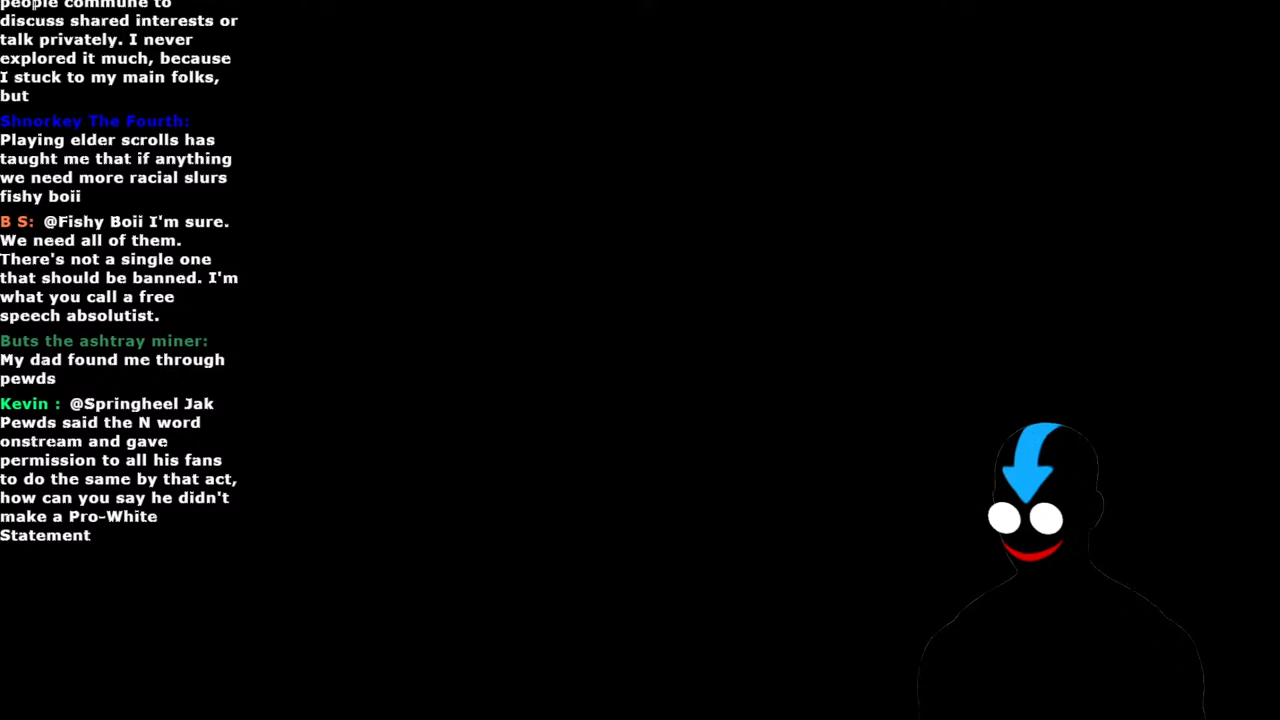 people commune to
discuss shared interests or
talk privately. I never
explored it much, because
I stuck to my main folks,
but
Shnorkey The Fourth:
Playing elder scrolls has
taught me that if anything
we need more racial slurs
fishy boii
B S: @Fishy Boii I'm sure.
We need all of them.
There's not a single one
that should be banned. I'm
what you call a free
speech absolutist.
Buts the ashtray miner:
My dad found me through
pewds
Kevin : @Springheel Jak
Pewds said the N word
onstream and gave
permission to all his fans
to do the same by that act,
how can you say he didn't
make a Pro-White
Statement